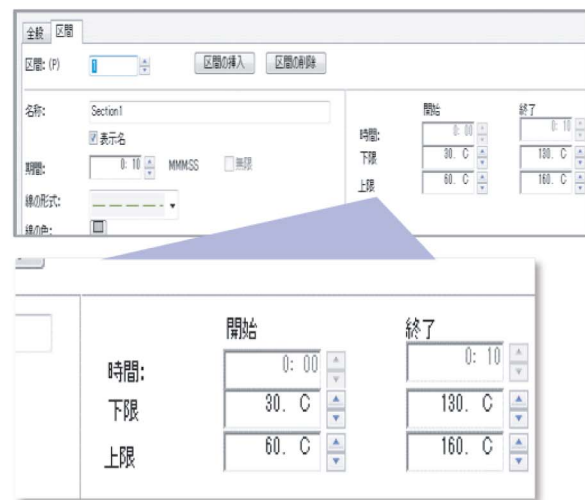 全般 区間
区間: (P) 1 区間の挿入 区間の削除
名称: Section1
表示名
期間: 0: 10 MMM:SS 無限
線の形式:
線の色:
開始 終了
時間: 0: 00 0: 10
下限 30. C 130. C
上限 60. C 160. C
開始 終了
時間: 0: 00 0: 10
下限 30. C 130. C
上限 60. C 160. C